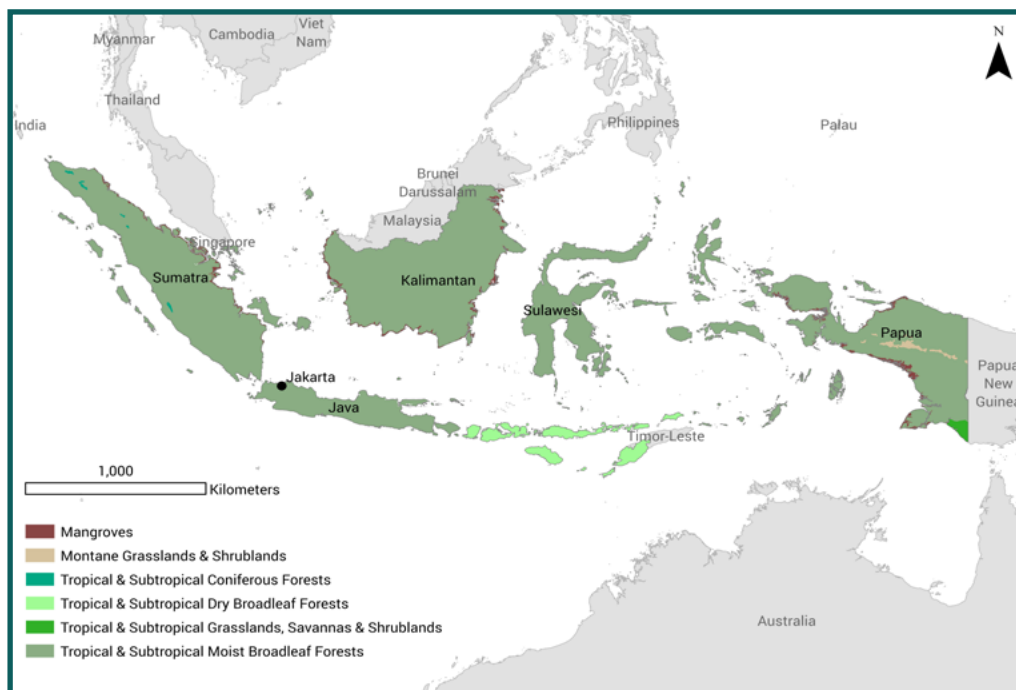 N
Myanmar
Cambodia
Viet
Nam
Thailand
India
Philippines
Palau
Brunei
Darussalam
Malaysia
Singapore
Sumatra
Kalimantan
Sulawesi
Papua
Papua
New
Guinea
Jakarta
Java
Timor-Leste
1,000
Kilometers
Mangroves
Montane Grasslands & Shrublands
Tropical & Subtropical Coniferous Forests
Tropical & Subtropical Dry Broadleaf Forests
Tropical & Subtropical Grasslands, Savannas & Shrublands
Tropical & Subtropical Moist Broadleaf Forests
Australia